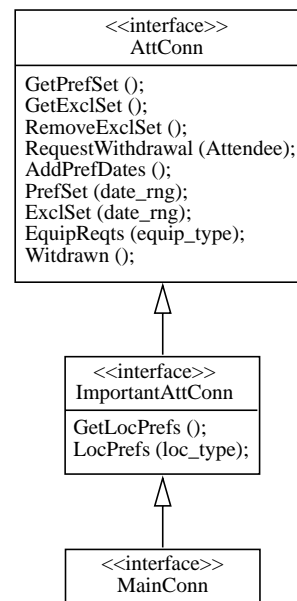 <<interface>>
AttConn
GetPrefSet ();
GetExclSet ();
RemoveExclSet ();
RequestWithdrawal (Attendee);
AddPrefDates ();
PrefSet (date_rng);
ExclSet (date_rng);
EquipReqts (equip_type);
Witdrawn ();
<<interface>>
ImportantAttConn
GetLocPrefs ();
LocPrefs (loc_type);
<<interface>>
MainConn